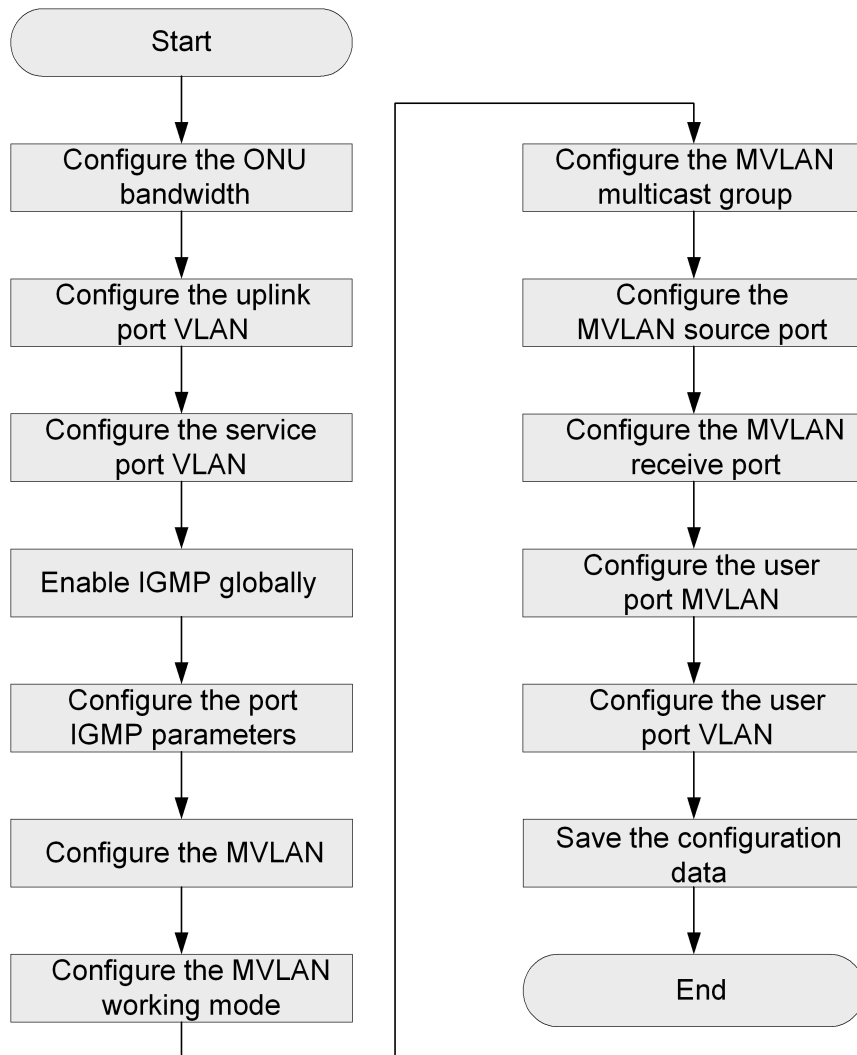 Start
Configure the ONU
bandwidth
Configure the uplink
port VLAN
Configure the service
port VLAN
Enable IGMP globally
Configure the port
IGMP parameters
Configure the MVLAN
Configure the MVLAN
working mode
Configure the MVLAN
multicast group
Configure the
MVLAN source port
Configure the MVLAN
receive port
Configure the user
port MVLAN
Configure the user
port VLAN
Save the configuration
data
End